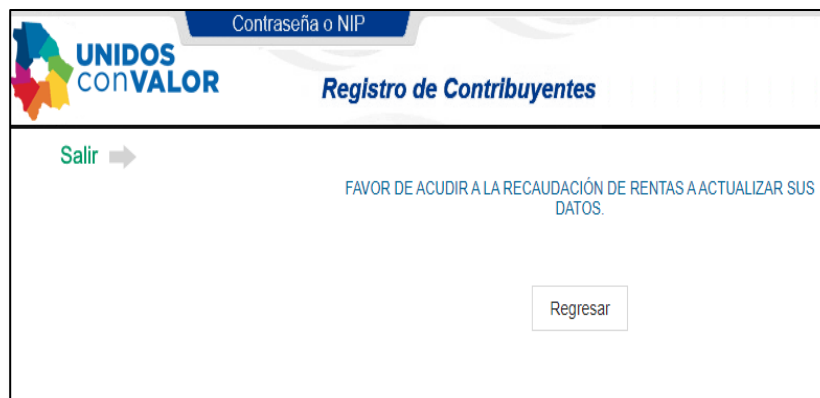 Contraseña o NIP
UNIDOS
conVALOR
Registro de Contribuyentes
Salir
FAVOR DE ACUDIR A LA RECAUDACIÓN DE RENTAS A ACTUALIZAR SUS
DATOS.
Regresar